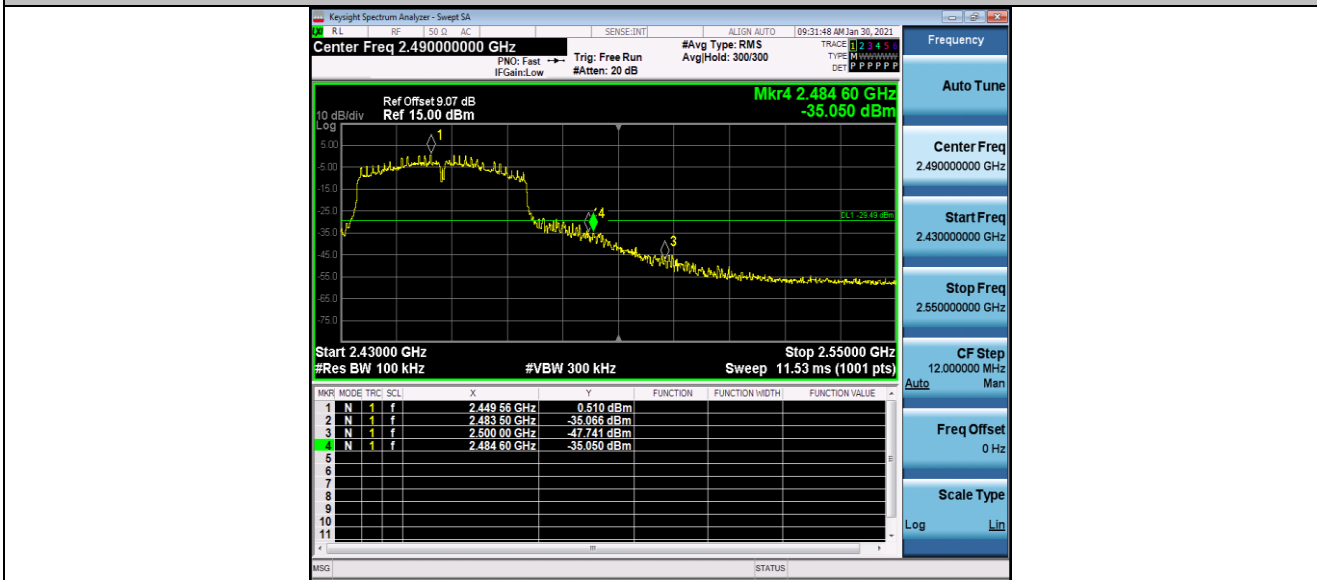 Keysight Spectrum Analyzer - Swept SA
RL RF 50 Ω AC SENSE:INT ALIGN AUTO 09:31:48 AM Jan 30, 2021
Center Freq 2.490000000 GHz
PNO: Fast
IFGain:Low
Trig: Free Run
#Atten: 20 dB
#Avg Type: RMS
Avg|Hold: 300/300
TRACE 1 2 3 4 5 6
TYPE M W W W W W
DET P P P P P P
Mkr4 2.484 60 GHz
-35.050 dBm
Ref Offset 9.07 dB
10 dB/div Ref 15.00 dBm
Log
1
5.00
-5.00
-15.0
-25.0
4
DL1 -29.49 dBm
-35.0
3
-45.0
-55.0
-65.0
-75.0
Start 2.43000 GHz Stop 2.55000 GHz
#Res BW 100 kHz #VBW 300 kHz Sweep 11.53 ms (1001 pts)
MKR MODE TRC SCL X Y FUNCTION FUNCTION WIDTH FUNCTION VALUE
1 N 1 f 2.449 56 GHz 0.510 dBm
2 N 1 f 2.483 50 GHz -35.066 dBm
3 N 1 f 2.500 00 GHz -47.741 dBm
4 N 1 f 2.484 60 GHz -35.050 dBm
5
6
7
8
9
10
11
MSG STATUS
Frequency
Auto Tune
Center Freq
2.490000000 GHz
Start Freq
2.430000000 GHz
Stop Freq
2.550000000 GHz
CF Step
12.000000 MHz
Auto Man
Freq Offset
0 Hz
Scale Type
Log Lin